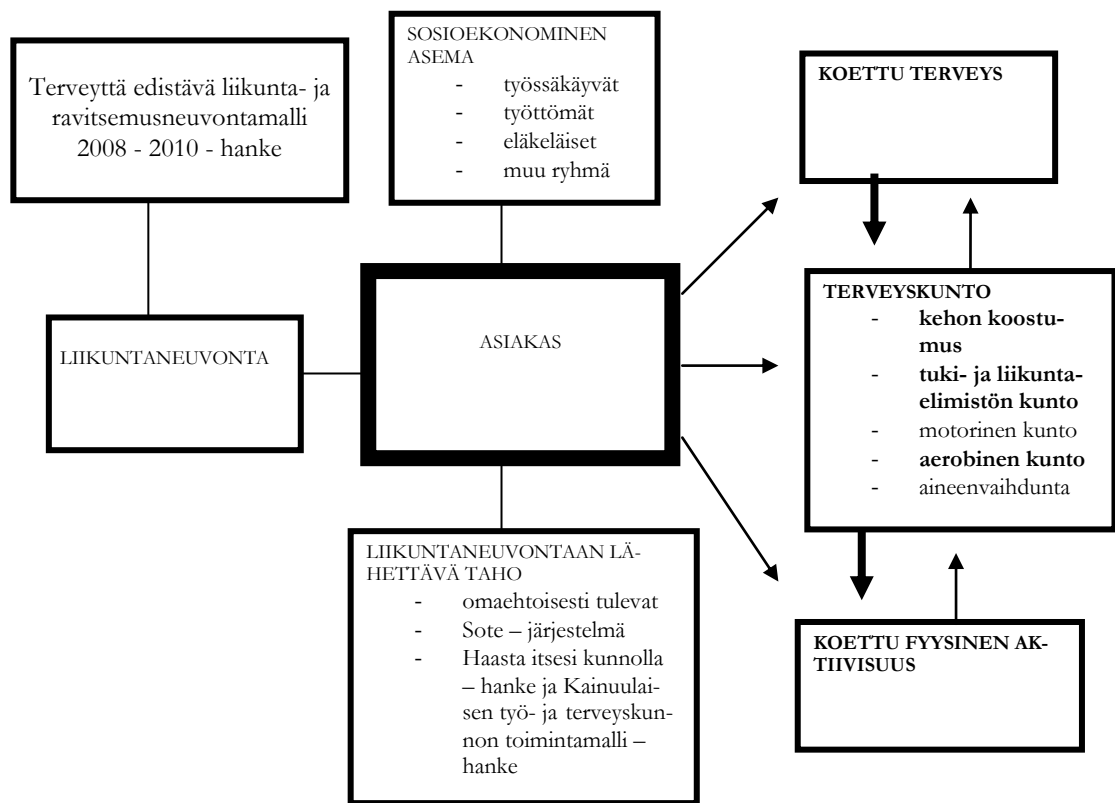 Terveyttä edistävä liikunta- ja
ravitsemusneuvontamalli
2008 - 2010 - hanke
SOSIOEKONOMINEN
ASEMA
- työssäkäyvät
- työttömät
- eläkeläiset
- muu ryhmä
KOETTU TERVEYS
LIIKUNTANEUVONTA
ASIAKAS
TERVEYSKUNTO
- kehon koostu-
mus
- tuki- ja liikunta-
elimistön kunto
- motorinen kunto
- aerobinen kunto
- aineenvaihdunta
LIIKUNTANEUVONTAAN LÄ-
HETTÄVÄ TAHO
- omaehtoisesti tulevat
- Sote – järjestelmä
- Haasta itsesi kunnolla
– hanke ja Kainuulai-
sen työ- ja terveyskun-
non toimintamalli –
hanke
KOETTU FYYSINEN AK-
TIIVISUUS